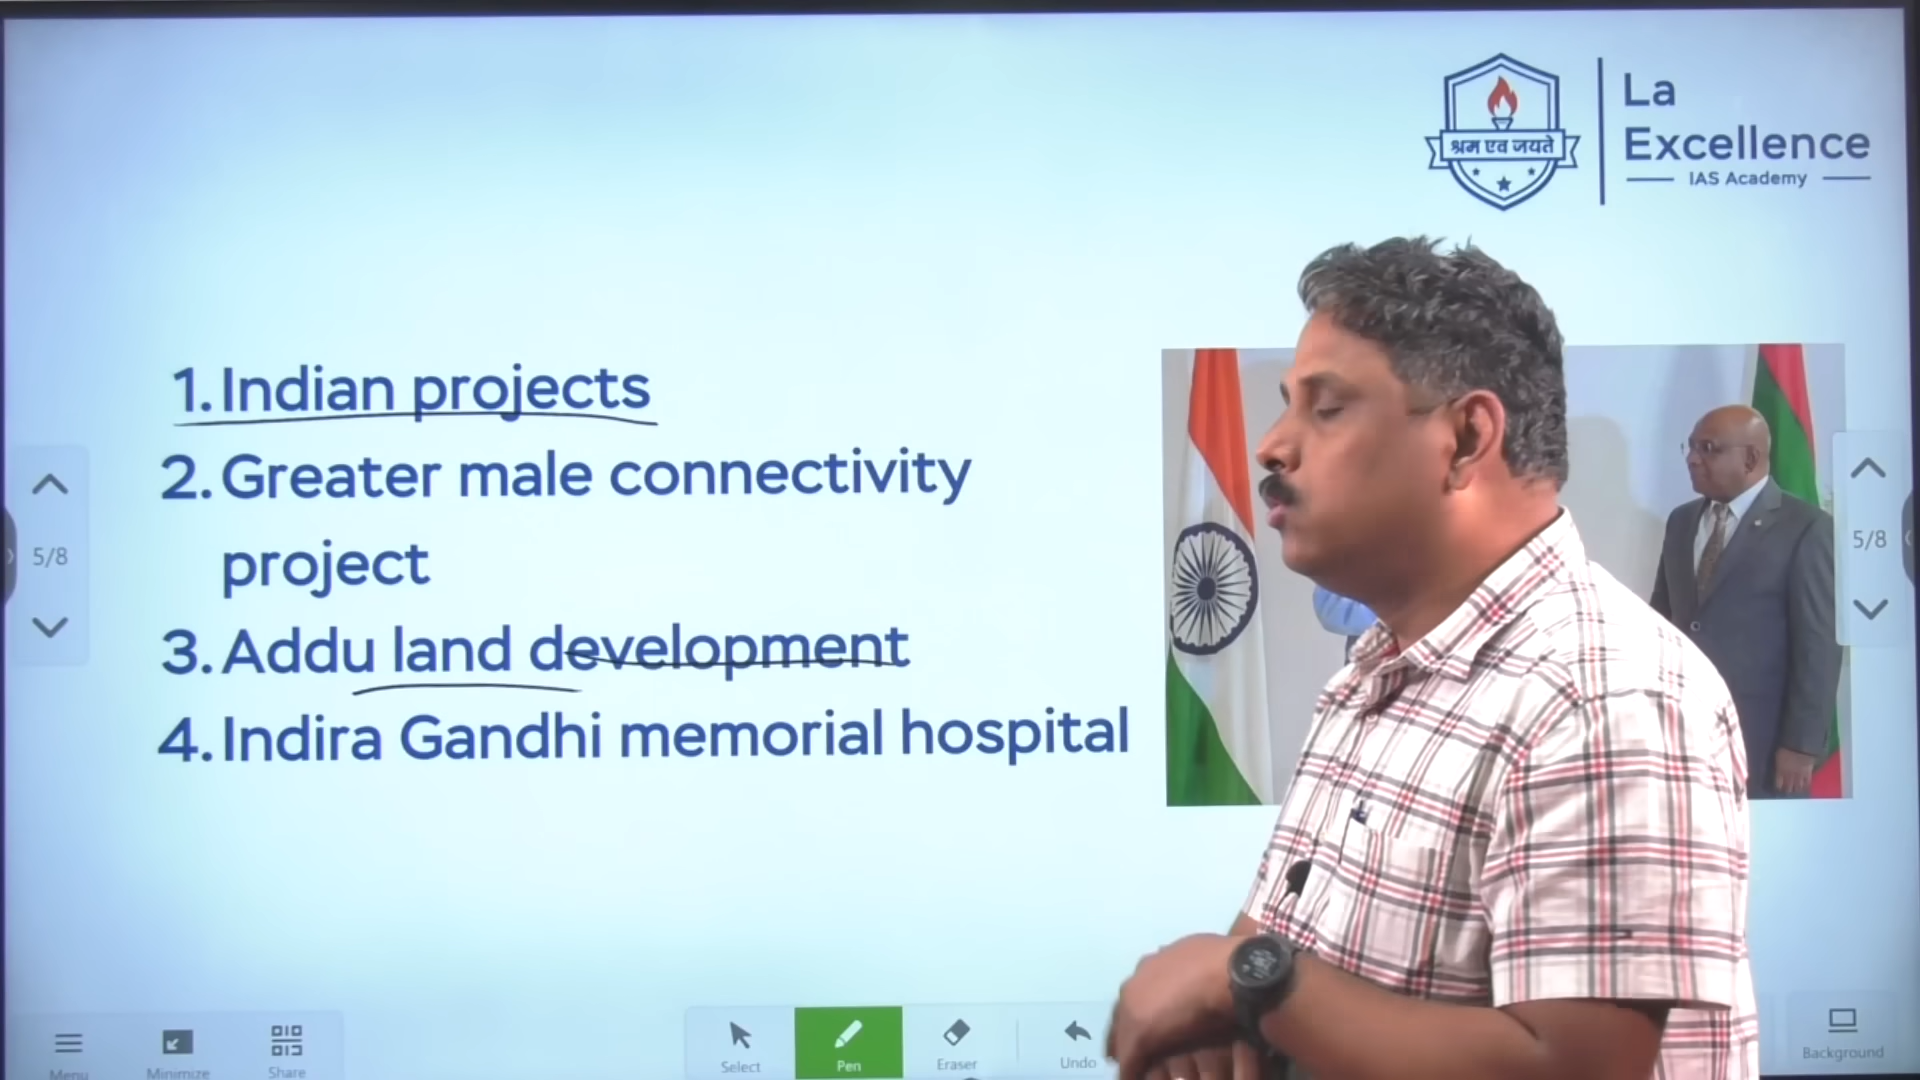 La
Excellence
IAS Academy
श्रम एव जयते
1. Indian projects
2. Greater male connectivity
project
3. Addu land development
4. Indira Gandhi memorial hospital
5/8
5/8
Menu
Minimize
Share
Select
Pen
Eraser
Undo
Background